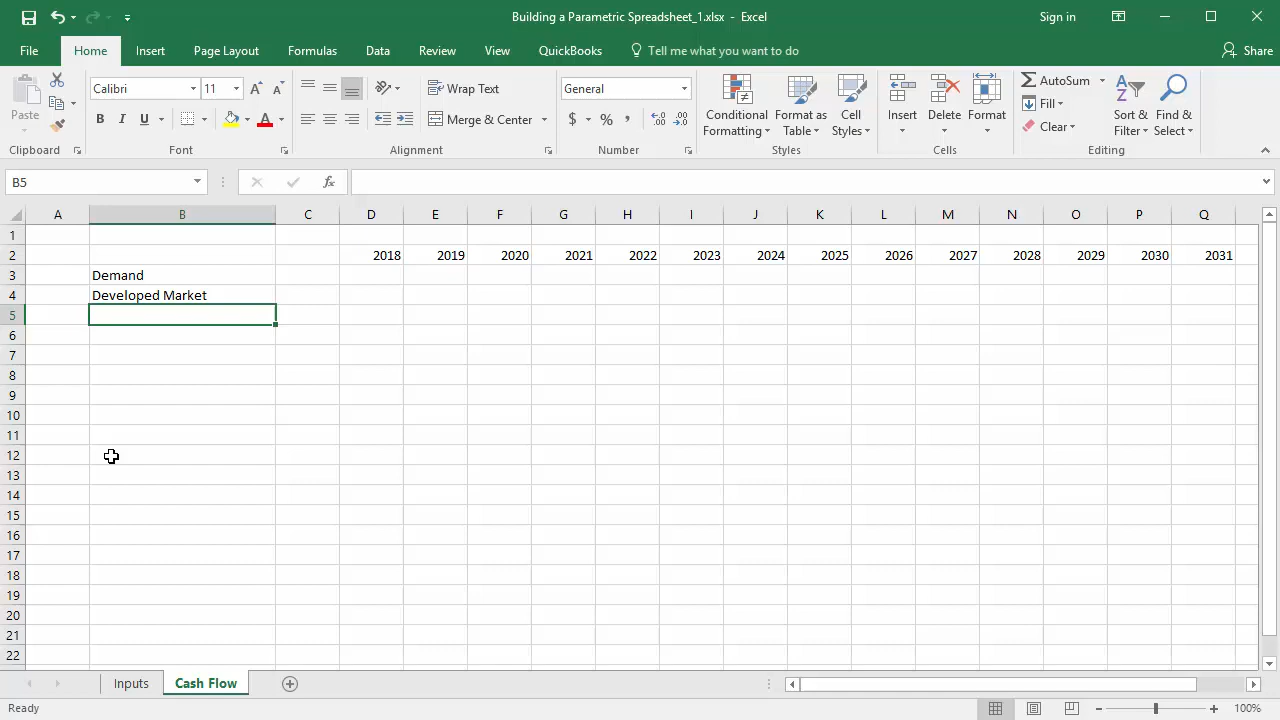 Building a Parametric Spreadsheet_1.xlsx - Excel
Sign in
File Home Insert Page Layout Formulas Data Review View QuickBooks Tell me what you want to do Share
Paste
Clipboard
Calibri 11
B I U
Font
Wrap Text
Merge & Center
Alignment
General
$ % ,
Number
Conditional Formatting
Format as Table
Cell Styles
Styles
Insert Delete Format
Cells
AutoSum
Fill
Clear
Sort & Filter
Find & Select
Editing
B5
fx
A B C D E F G H I J K L M N O P Q
1
2 2018 2019 2020 2021 2022 2023 2024 2025 2026 2027 2028 2029 2030 2031
3 Demand
4 Developed Market
5
6
7
8
9
10
11
12
13
14
15
16
17
18
19
20
21
22
Inputs Cash Flow
Ready
100%